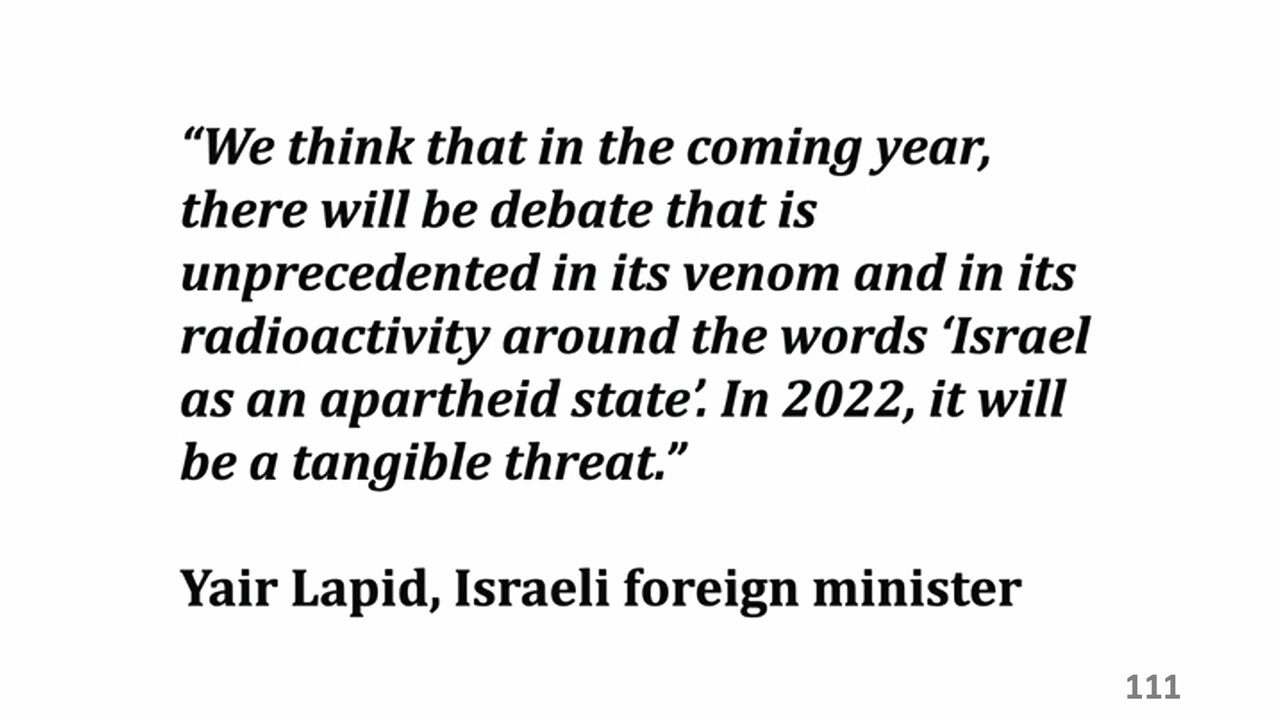 “We think that in the coming year,
there will be debate that is
unprecedented in its venom and in its
radioactivity around the words ‘Israel
as an apartheid state’. In 2022, it will
be a tangible threat.”
Yair Lapid, Israeli foreign minister
111